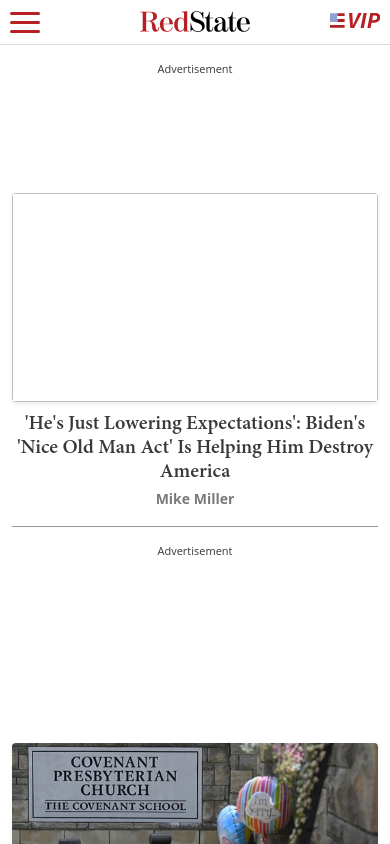 RedState
VIP
Advertisement
'He's Just Lowering Expectations': Biden's
'Nice Old Man Act' Is Helping Him Destroy
America
Mike Miller
Advertisement
COVENANT
PRESBYTERIAN
CHURCH
THE COVENANT SCHOOL
I'm
Sorry